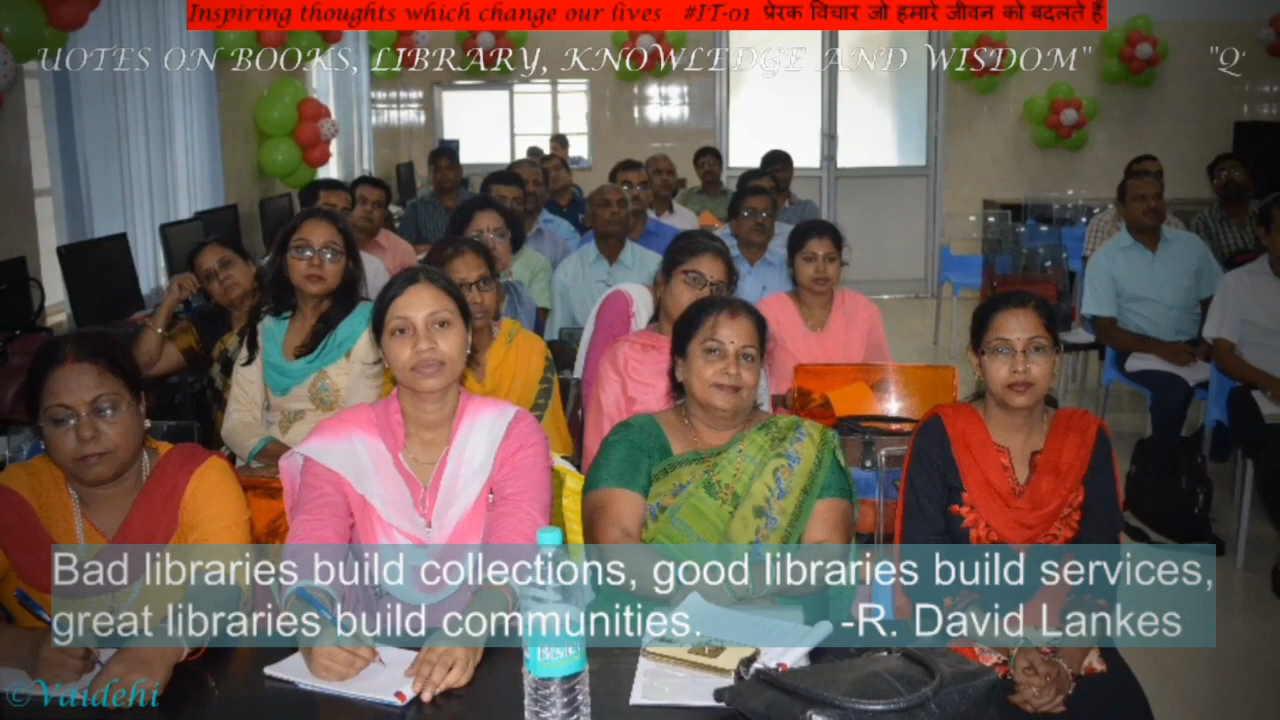 Inspiring thoughts which change our lives #IT-01 प्रेरक विचार जो हमारे जीवन को बदलते हैं
UOTES ON BOOKS, LIBRARY, KNOWLEDGE AND WISDOM" "Q
Bad libraries build collections, good libraries build services,
great libraries build communities. -R. David Lankes
©Vaidehi